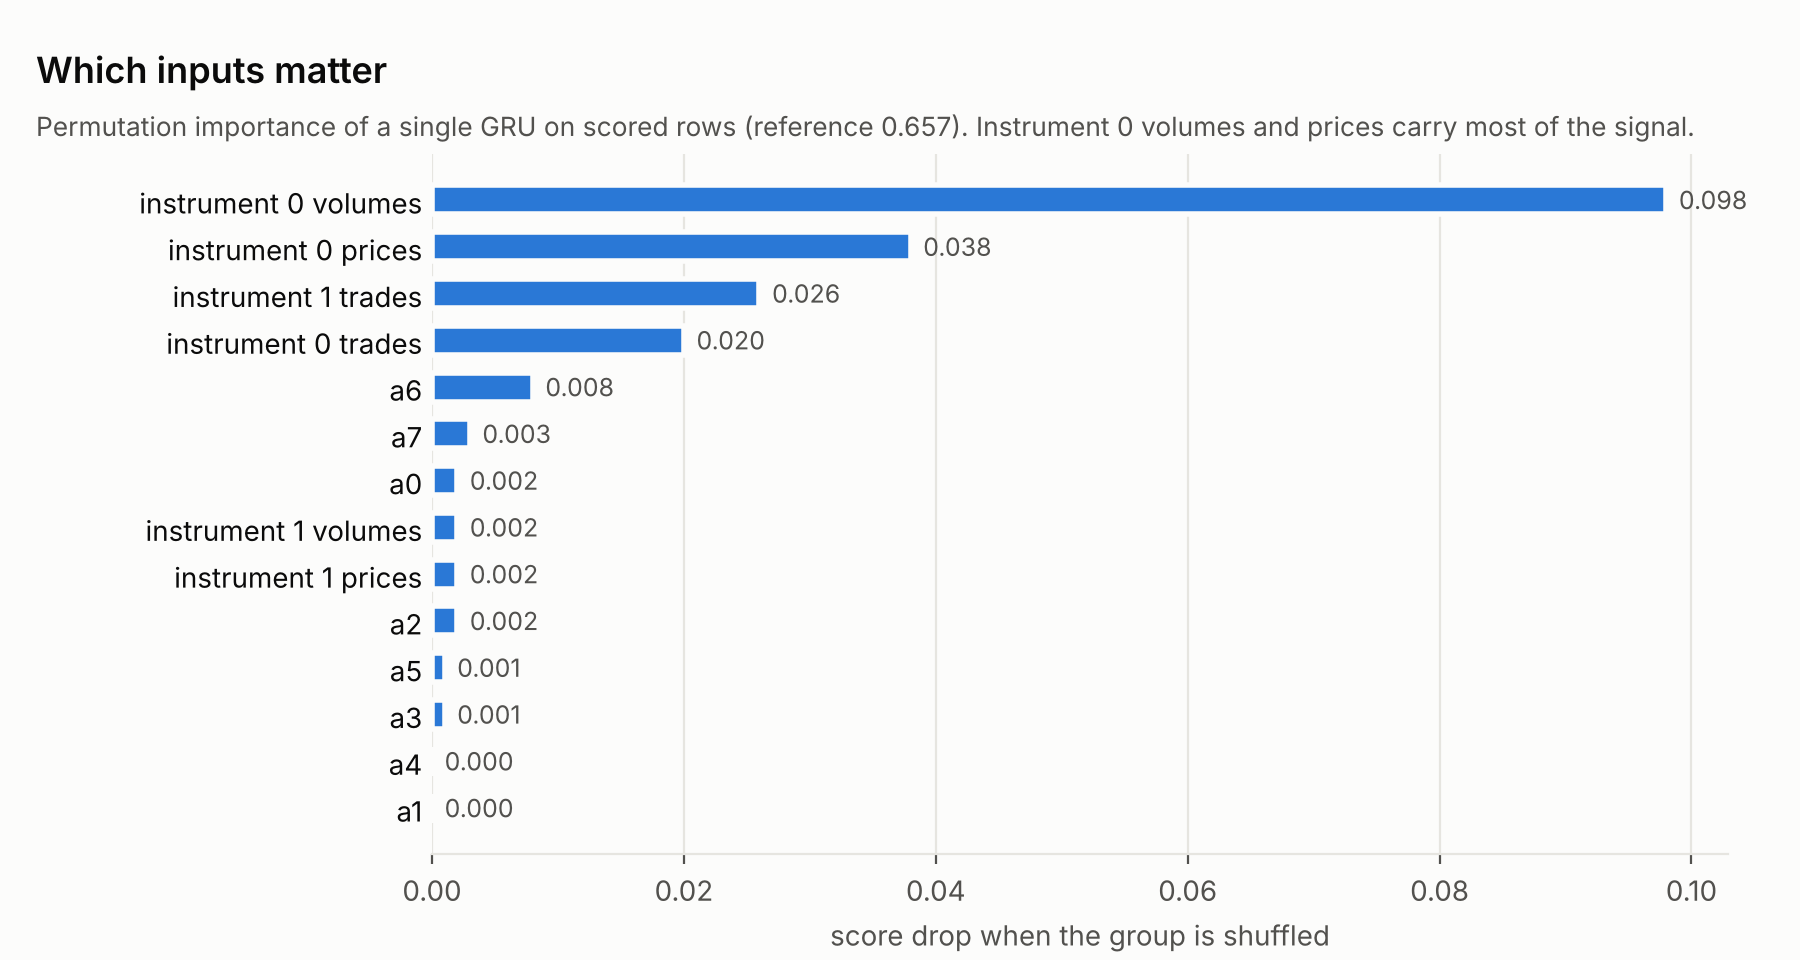 Which inputs matter
Permutation importance of a single GRU on scored rows (reference 0.657). Instrument 0 volumes and prices carry most of the signal.
instrument 0 volumes 0.098
instrument 0 prices 0.038
instrument 1 trades 0.026
instrument 0 trades 0.020
a6 0.008
a7 0.003
a0 0.002
instrument 1 volumes 0.002
instrument 1 prices 0.002
a2 0.002
a5 0.001
a3 0.001
a4 0.000
a1 0.000
0.00 0.02 0.04 0.06 0.08 0.10
score drop when the group is shuffled